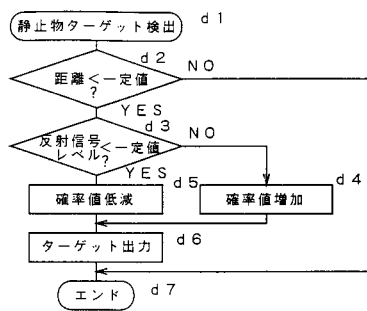 静止物ターゲット検出 d1
d2
距離<一定値 NO
?
YES
d3
反射信号<一定値 NO
レベル?
YES d5 d4
確率値低減 確率値増加
d6
ターゲット出力
エンド d7